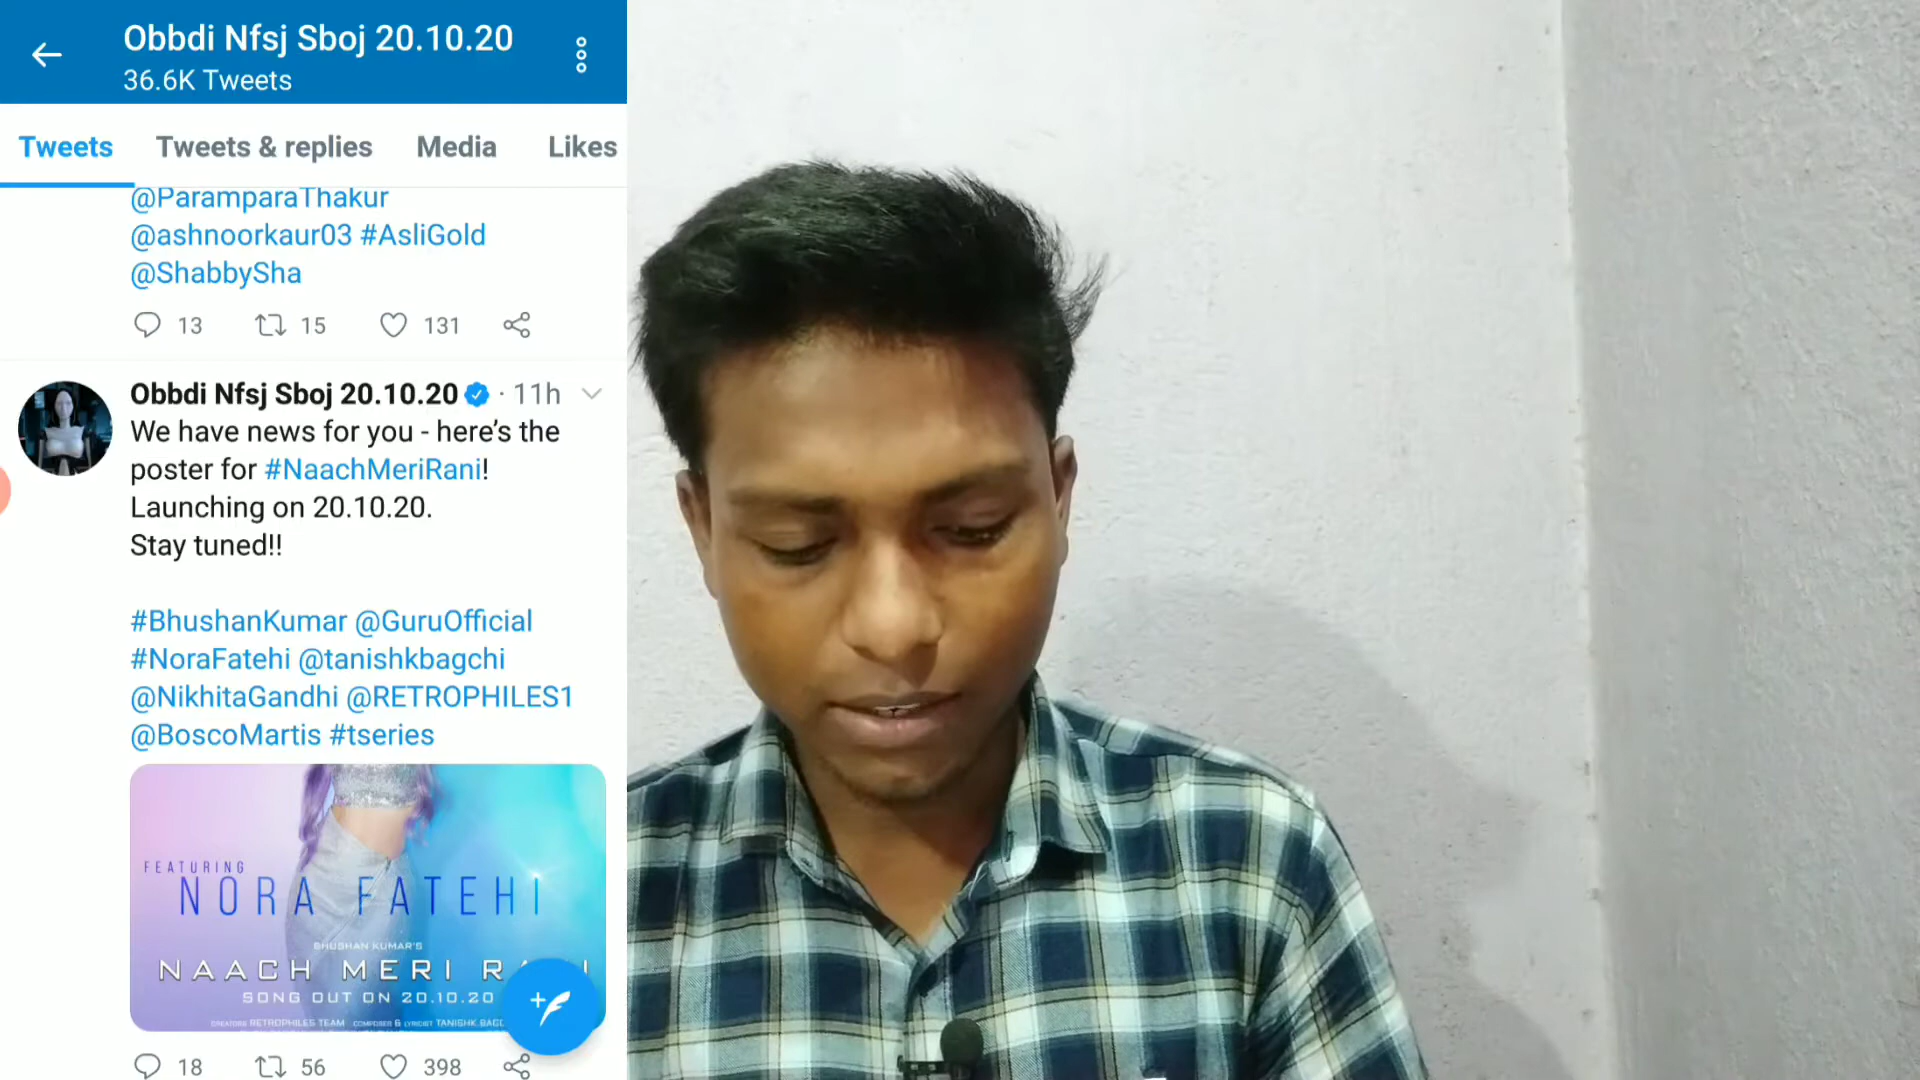 Obbdi Nfsj Sboj 20.10.20
36.6K Tweets
Tweets Tweets & replies Media Likes
@ParamparaThakur
@ashnoorkaur03 #AsliGold
@ShabbySha
13 15 131
Obbdi Nfsj Sboj 20.10.20 · 11h
We have news for you - here’s the
poster for #NaachMeriRani!
Launching on 20.10.20.
Stay tuned!!
#BhushanKumar @GuruOfficial
#NoraFatehi @tanishkbagchi
@NikhitaGandhi @RETROPHILES1
@BoscoMartis #tseries
FEATURING
NORA FATEHI
BHUSHAN KUMAR'S
NAACH MERI
SONG OUT ON 20.10.20
CREATORS RETROPHILES TEAM COMPOSER & LYRICIST TANISHK
18 56 398